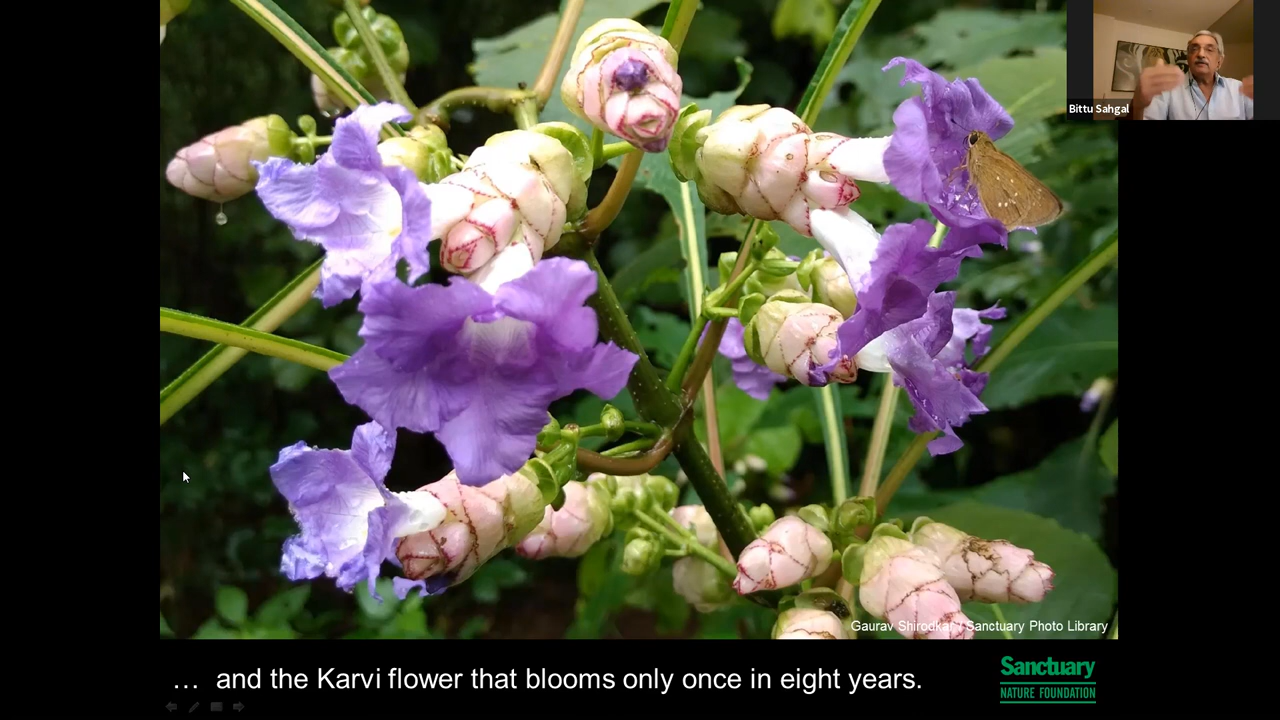 Bittu Sahgal
Gaurav Shirodkar / Sanctuary Photo Library
… and the Karvi flower that blooms only once in eight years.
Sanctuary
NATURE FOUNDATION